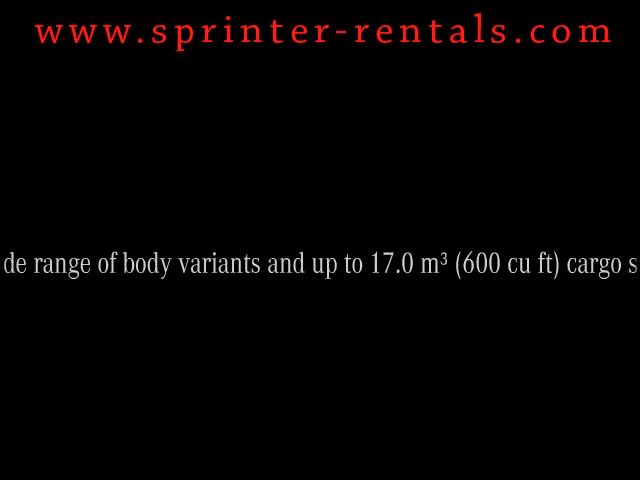 www.sprinter-rentals.com
de range of body variants and up to 17.0 m³ (600 cu ft) cargo s